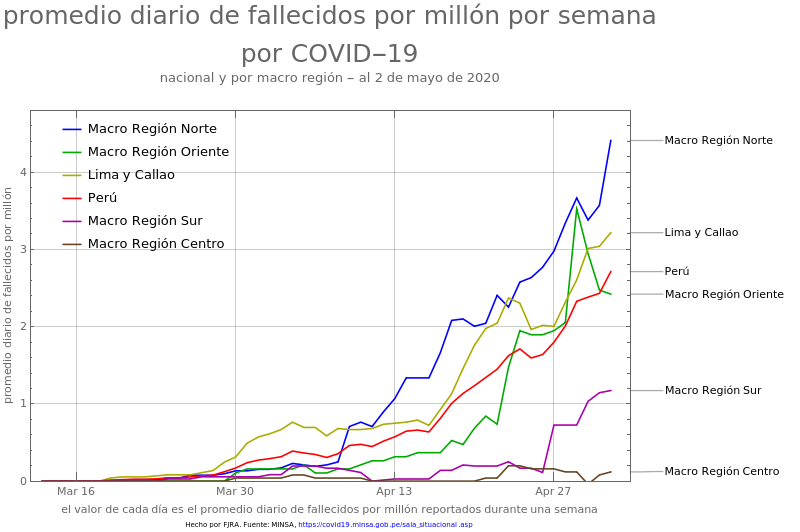 promedio diario de fallecidos por millón por semana
por COVID–19
nacional y por macro región – al 2 de mayo de 2020
Macro Región Norte
Macro Región Oriente
Lima y Callao
Perú
Macro Región Sur
Macro Región Centro
promedio diario de fallecidos por millón
4
3
2
1
0
Mar 16
Mar 30
Apr 13
Apr 27
Macro Región Norte
Lima y Callao
Perú
Macro Región Oriente
Macro Región Sur
Macro Región Centro
el valor de cada día es el promedio diario de fallecidos por millón reportados durante una semana
Hecho por FJRA. Fuente: MINSA, https://covid19.minsa.gob.pe/sala_situacional.asp